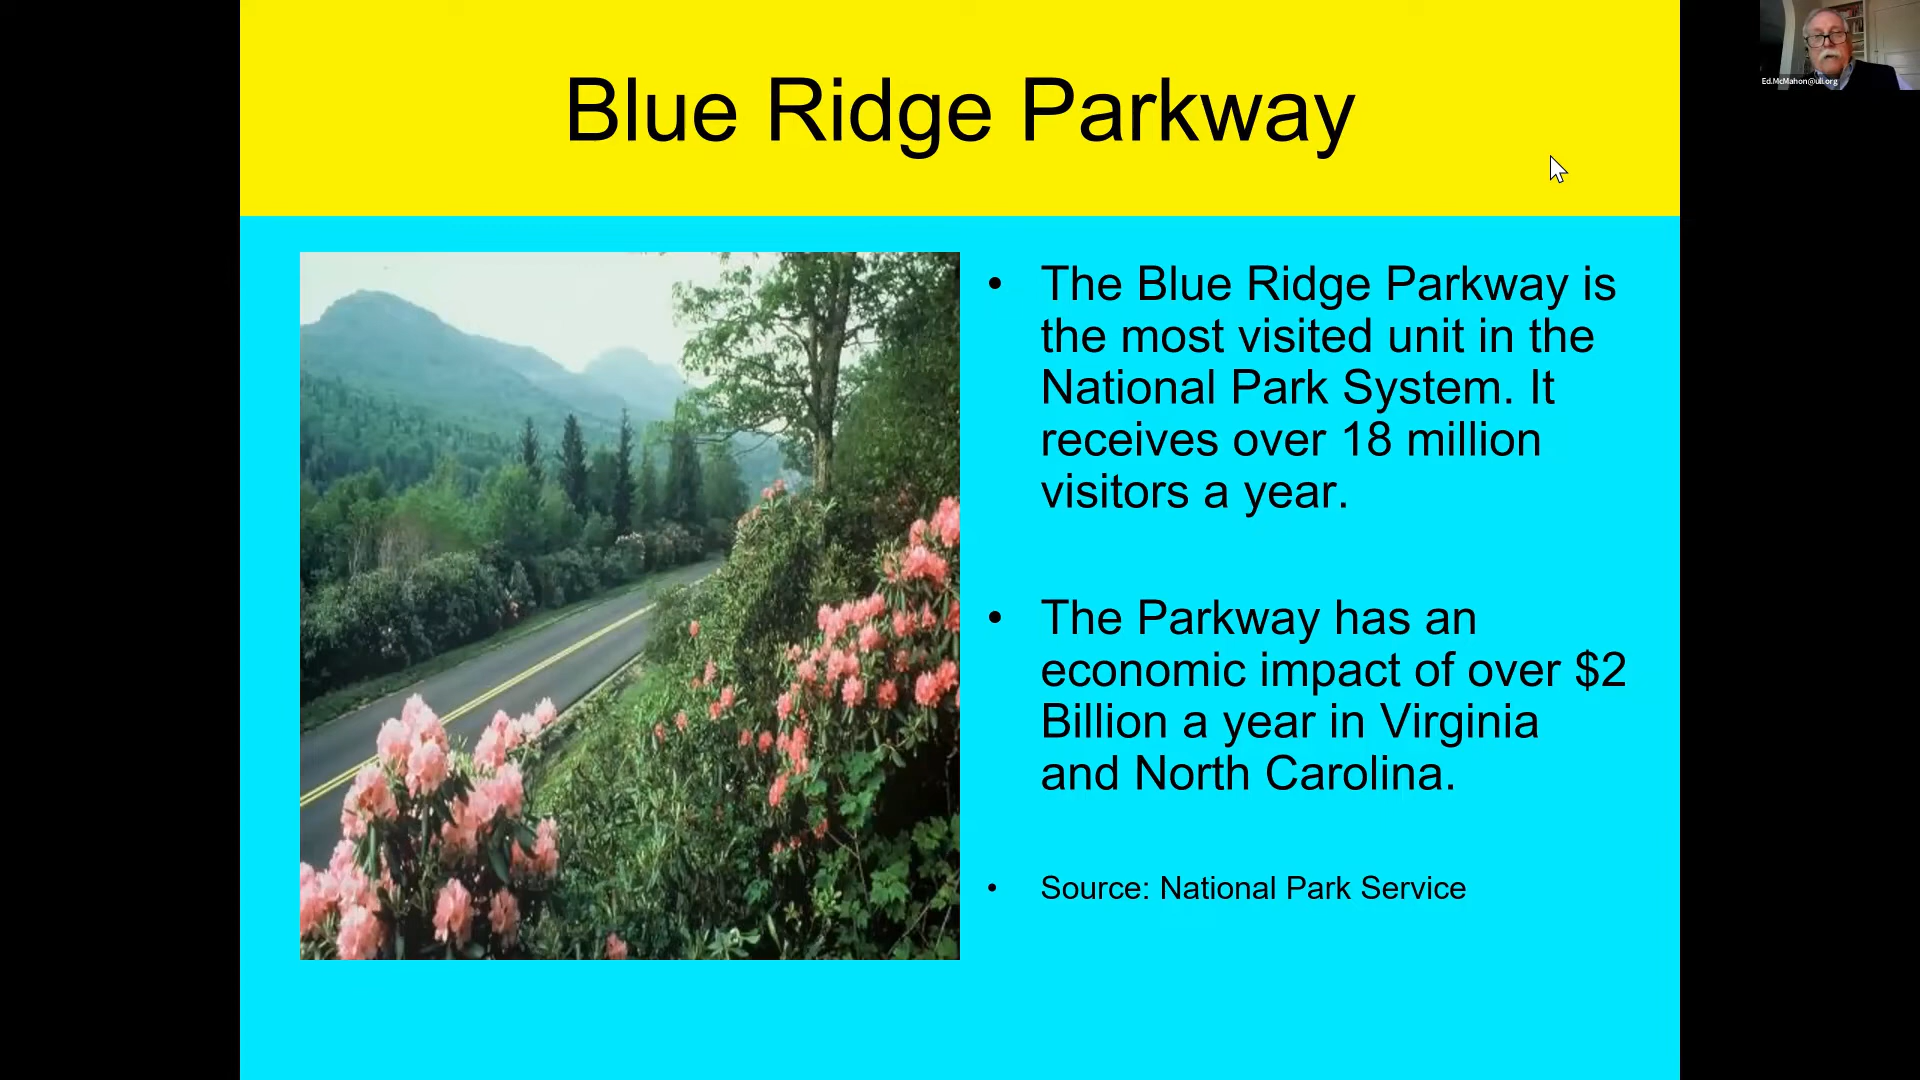 Blue Ridge Parkway
Ed.McMahon@uli.org
• The Blue Ridge Parkway is
the most visited unit in the
National Park System. It
receives over 18 million
visitors a year.
• The Parkway has an
economic impact of over $2
Billion a year in Virginia
and North Carolina.
• Source: National Park Service